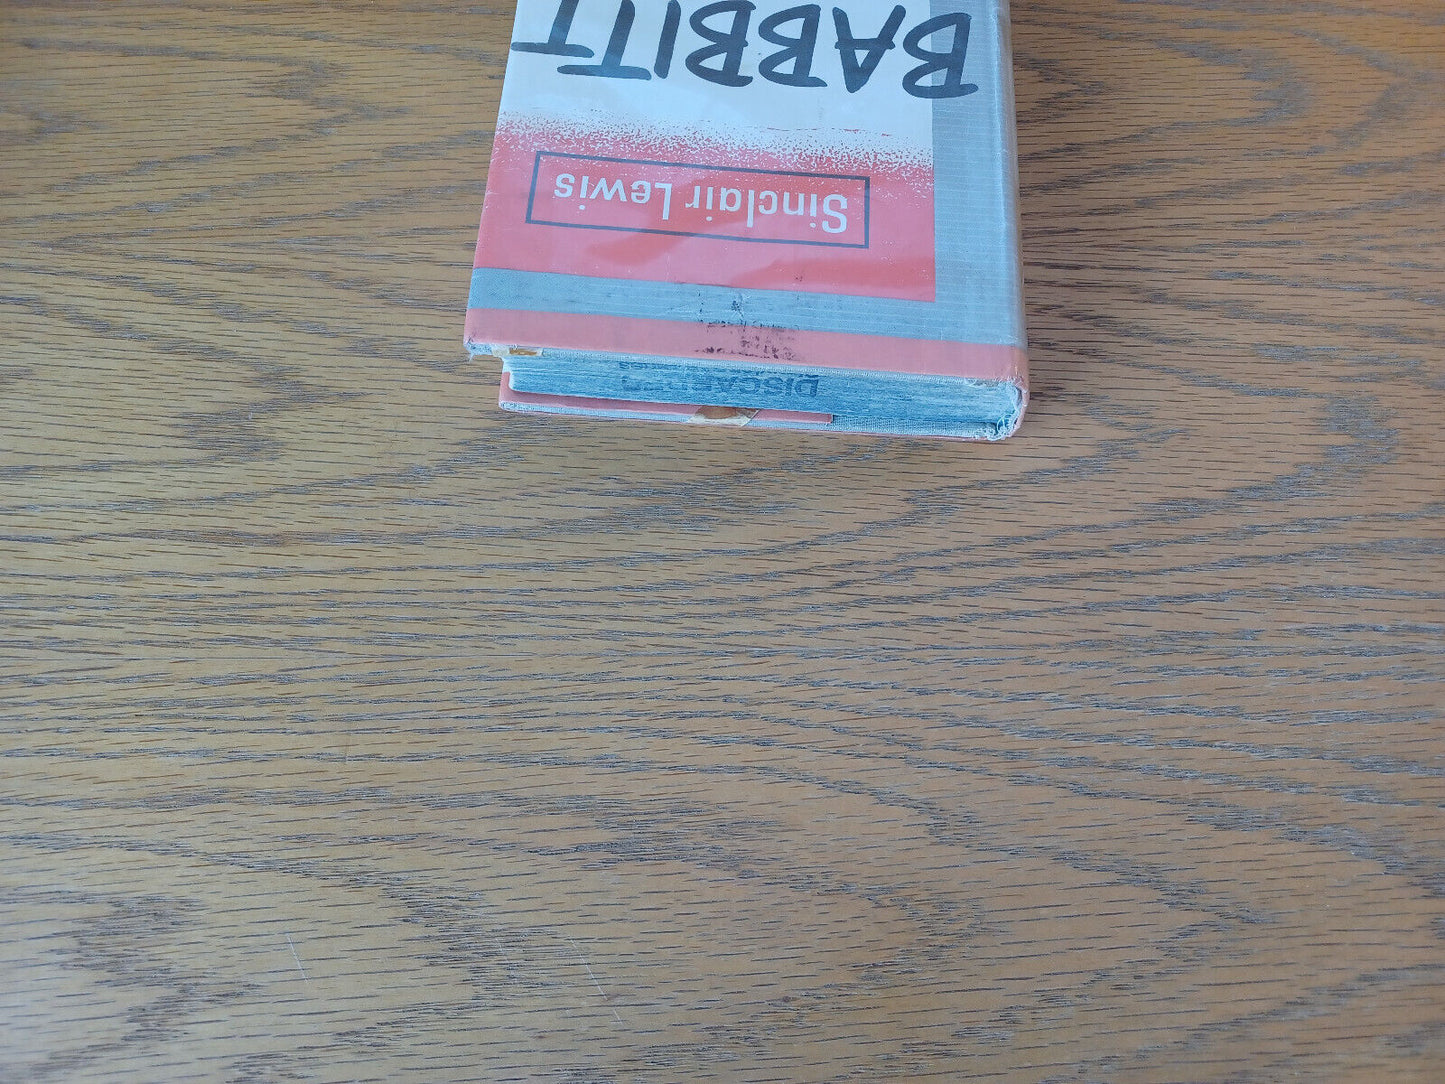 BABBITT
Sinclair Lewis
DISCARDED